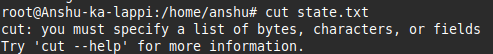 root@Anshu-ka-lappi:/home/anshu# cut state.txt
cut: you must specify a list of bytes, characters, or fields
Try 'cut --help' for more information.